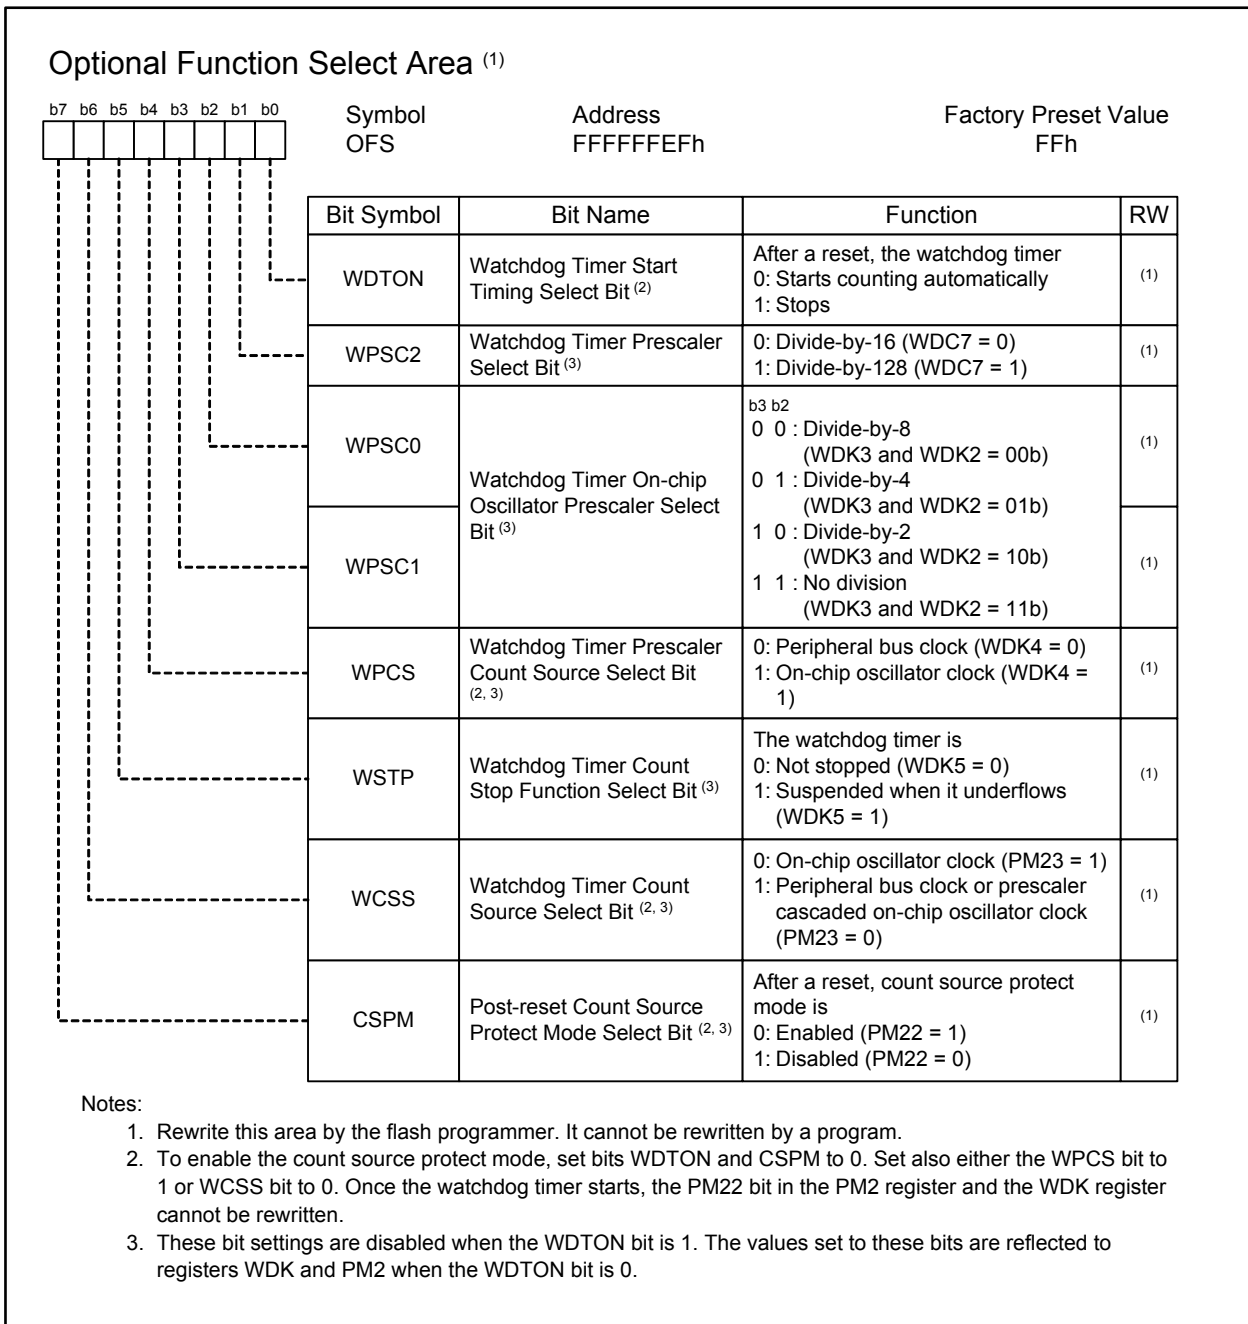 Optional Function Select Area (1)
b7 b6 b5 b4 b3 b2 b1 b0
Symbol Address Factory Preset Value
OFS FFFFFFEFh FFh
Bit Symbol Bit Name Function RW
WDTON
Watchdog Timer Start
Timing Select Bit (2)
After a reset, the watchdog timer
0: Starts counting automatically
1: Stops
(1)
WPSC2
Watchdog Timer Prescaler
Select Bit (3)
0: Divide-by-16 (WDC7 = 0)
1: Divide-by-128 (WDC7 = 1)
(1)
WPSC0
WPSC1
Watchdog Timer On-chip
Oscillator Prescaler Select
Bit (3)
b3 b2
0 0 : Divide-by-8
(WDK3 and WDK2 = 00b)
0 1 : Divide-by-4
(WDK3 and WDK2 = 01b)
1 0 : Divide-by-2
(WDK3 and WDK2 = 10b)
1 1 : No division
(WDK3 and WDK2 = 11b)
(1)
(1)
WPCS
Watchdog Timer Prescaler
Count Source Select Bit
(2, 3)
0: Peripheral bus clock (WDK4 = 0)
1: On-chip oscillator clock (WDK4 =
1)
(1)
WSTP
Watchdog Timer Count
Stop Function Select Bit (3)
The watchdog timer is
0: Not stopped (WDK5 = 0)
1: Suspended when it underflows
(WDK5 = 1)
(1)
WCSS
Watchdog Timer Count
Source Select Bit (2, 3)
0: On-chip oscillator clock (PM23 = 1)
1: Peripheral bus clock or prescaler
cascaded on-chip oscillator clock
(PM23 = 0)
(1)
CSPM
Post-reset Count Source
Protect Mode Select Bit (2, 3)
After a reset, count source protect
mode is
0: Enabled (PM22 = 1)
1: Disabled (PM22 = 0)
(1)
Notes:
1. Rewrite this area by the flash programmer. It cannot be rewritten by a program.
2. To enable the count source protect mode, set bits WDTON and CSPM to 0. Set also either the WPCS bit to
1 or WCSS bit to 0. Once the watchdog timer starts, the PM22 bit in the PM2 register and the WDK register
cannot be rewritten.
3. These bit settings are disabled when the WDTON bit is 1. The values set to these bits are reflected to
registers WDK and PM2 when the WDTON bit is 0.